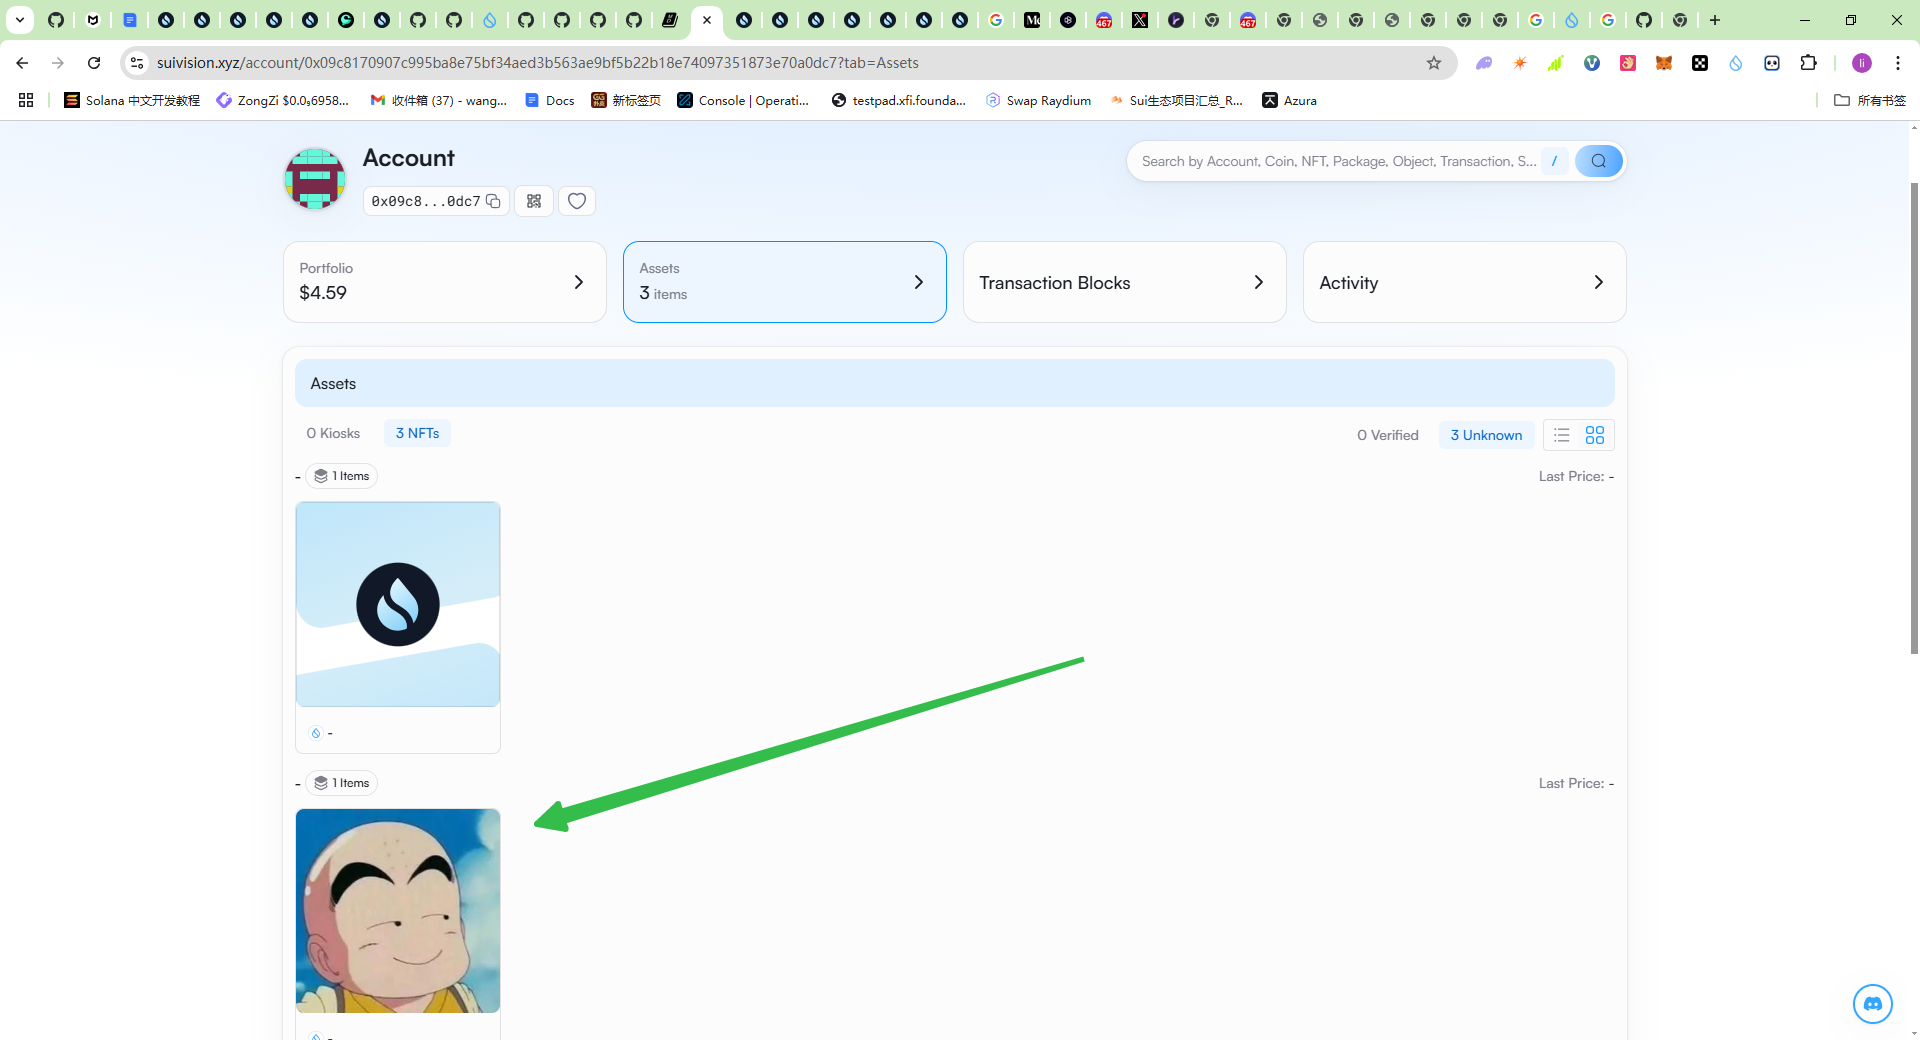 suivision.xyz/account/0x09c8170907c995ba8e75bf34aed3b563ae9bf5b22b18e74097351873e70a0dc7?tab=Assets
Solana 中文开发教程
ZongZi $0.0₅6958...
收件箱 (37) - wang...
Docs
新标签页
Console | Operati...
testpad.xfi.founda...
Swap Raydium
Sui生态项目汇总_R...
Azura
所有书签
Account
0x09c8...0dc7
Search by Account, Coin, NFT, Package, Object, Transaction, S...
/
Portfolio
$4.59
Assets
3 items
Transaction Blocks
Activity
Assets
0 Kiosks
3 NFTs
0 Verified
3 Unknown
- 1 Items
Last Price: -
-
- 1 Items
Last Price: -
-